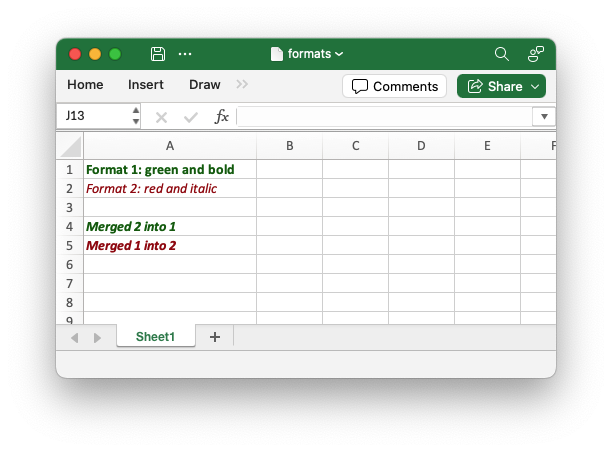 formats
Home Insert Draw Comments Share
J13 fx
A B C D E F
1 Format 1: green and bold
2 Format 2: red and italic
3
4 Merged 2 into 1
5 Merged 1 into 2
6
7
8
9
Sheet1 +